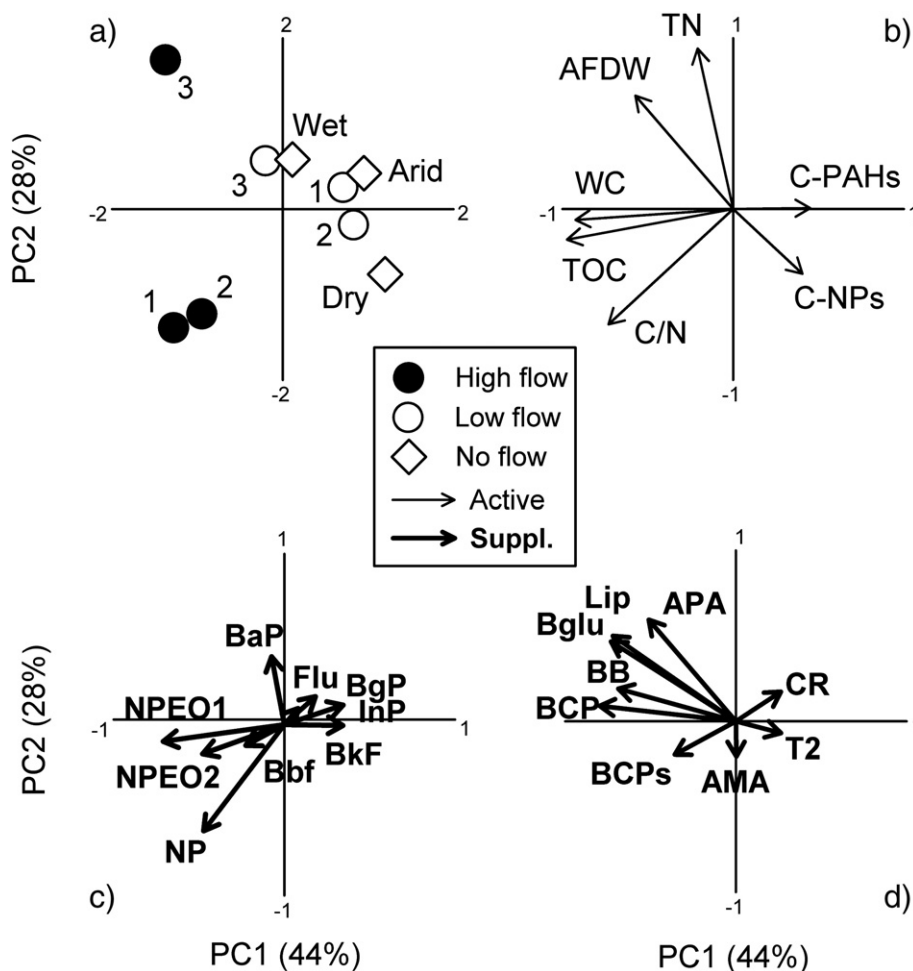 a)
2
3
Wet
3
1
Arid
2
-2
2
Dry
1
2
-2
PC2 (28%)
b)
TN
1
AFDW
WC
C-PAHs
-1
1
TOC
C-NPs
C/N
-1
High flow
Low flow
No flow
Active
Suppl.
1
BaP
Flu
BgP
NPEO1
InP
-1
1
NPEO2
Bbf
BkF
NP
c)
-1
PC2 (28%)
PC1 (44%)
1
Lip
APA
Bglu
BB
CR
BCP
T2
BCPs
AMA
d)
-1
PC1 (44%)